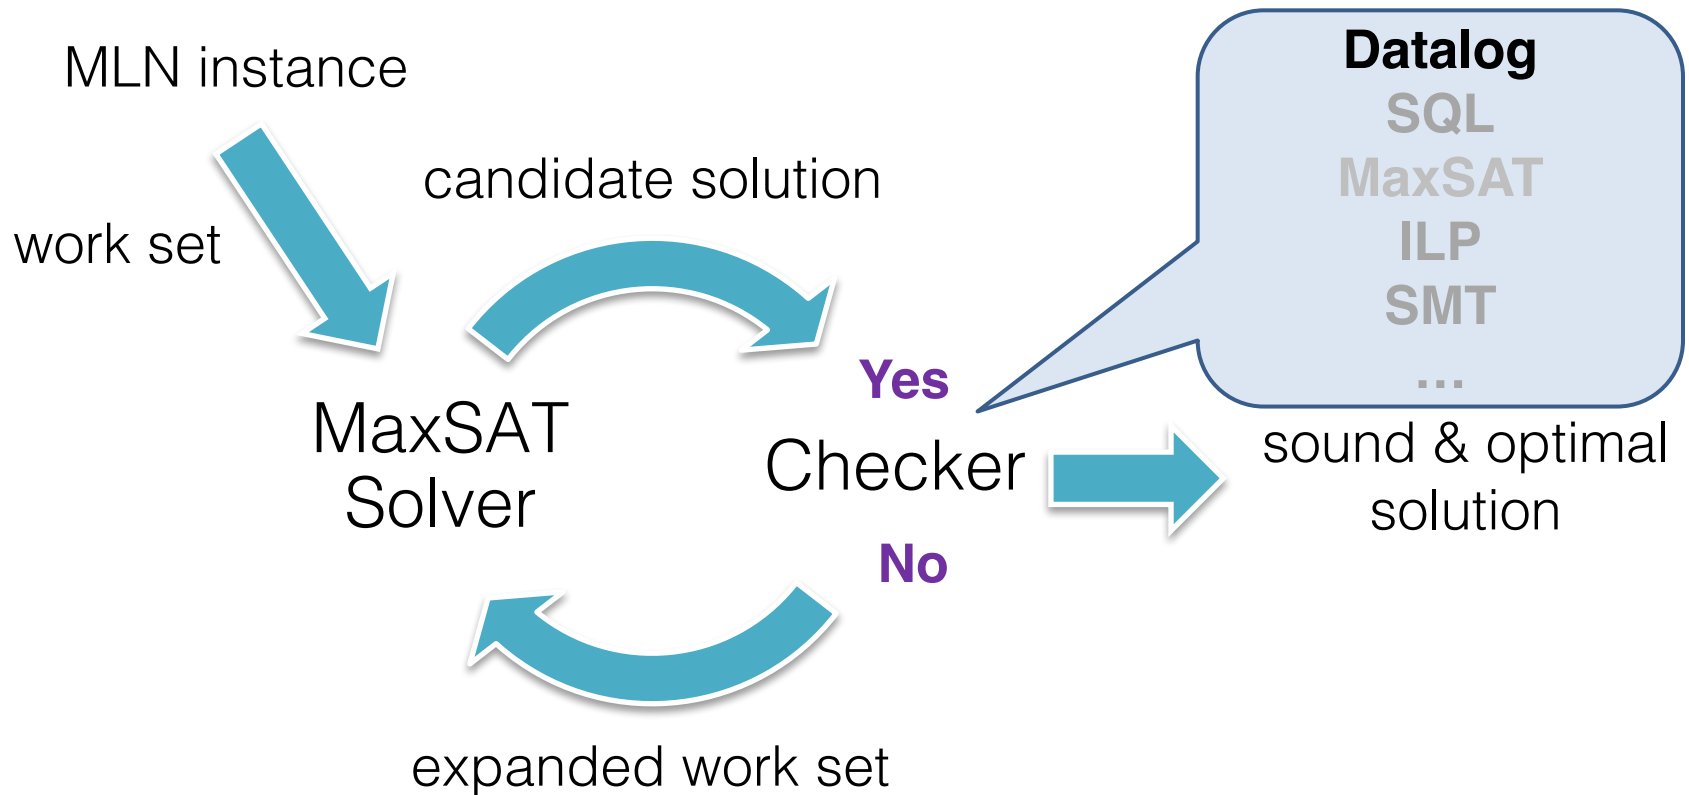 MLN instance
work set
candidate solution
MaxSAT
Solver
Yes
Checker
No
expanded work set
Datalog
SQL
MaxSAT
ILP
SMT
...
sound & optimal
solution